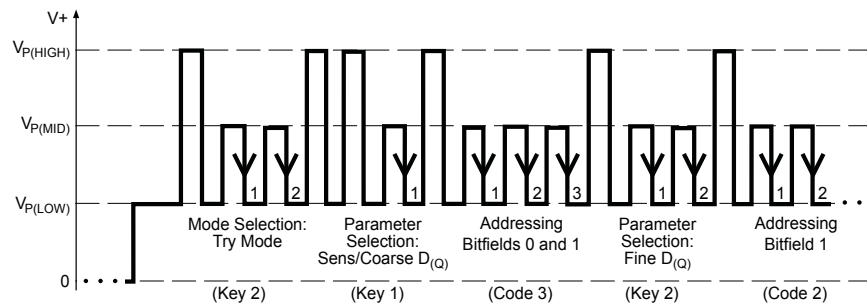 V+
VP(HIGH)
VP(MID)
1 2 1 1 2 3 1 2 1 2
VP(LOW)
Mode Selection:
Try Mode
Parameter
Selection:
Sens/Coarse D(Q)
Addressing
Bitfields 0 and 1
Parameter
Selection:
Fine D(Q)
Addressing
Bitfield 1
0
(Key 2) (Key 1) (Code 3) (Key 2) (Code 2)